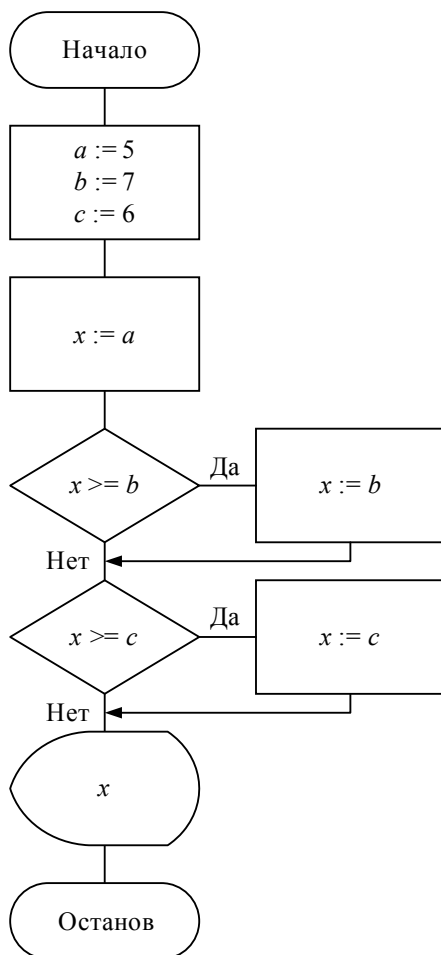 Начало
a := 5
b := 7
c := 6
x := a
x >= b
Да
x := b
Нет
x >= c
Да
x := c
Нет
x
Останов